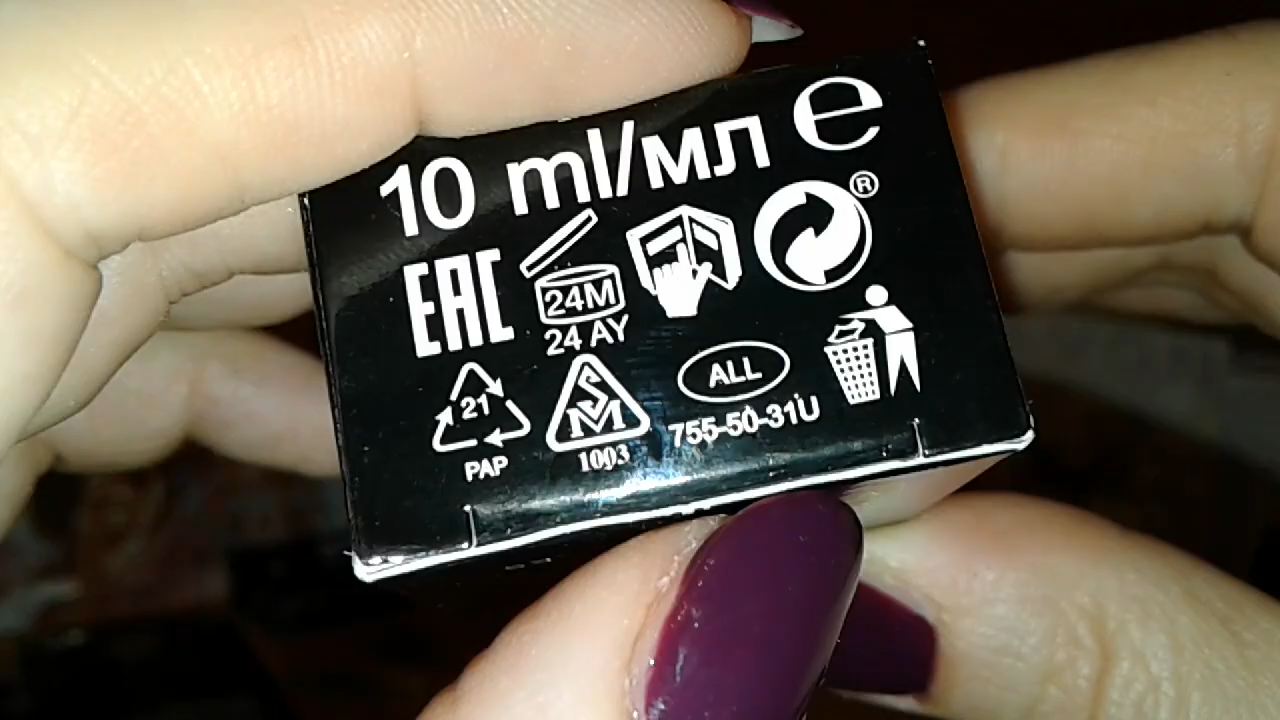 10 ml/мл e
EAC
24M
24 AY
®
21
PAP
SM
1003
ALL
755-50-31U